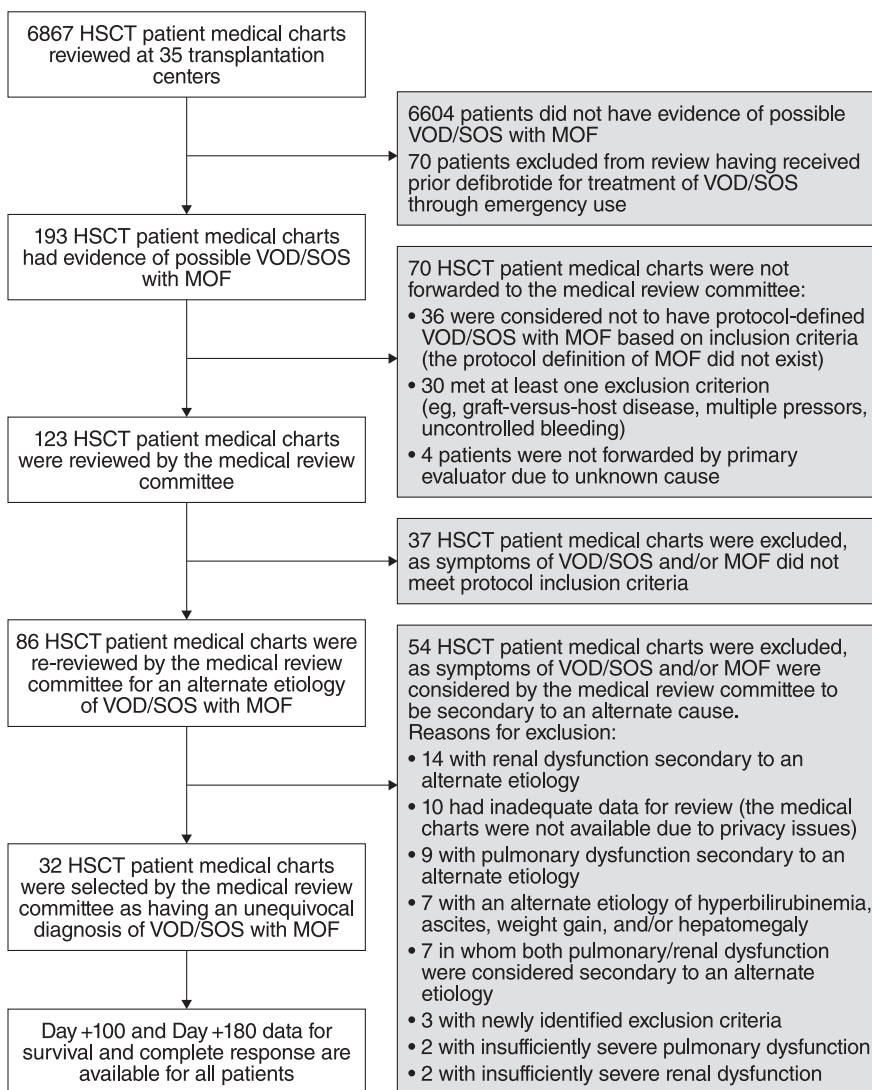 6867 HSCT patient medical charts
reviewed at 35 transplantation
centers
6604 patients did not have evidence of possible
VOD/SOS with MOF
70 patients excluded from review having received
prior defibrotide for treatment of VOD/SOS
through emergency use
193 HSCT patient medical charts
had evidence of possible VOD/SOS
with MOF
70 HSCT patient medical charts were not
forwarded to the medical review committee:
• 36 were considered not to have protocol-defined
VOD/SOS with MOF based on inclusion criteria
(the protocol definition of MOF did not exist)
• 30 met at least one exclusion criterion
(eg, graft-versus-host disease, multiple pressors,
uncontrolled bleeding)
• 4 patients were not forwarded by primary
evaluator due to unknown cause
123 HSCT patient medical charts
were reviewed by the medical review
committee
37 HSCT patient medical charts were excluded,
as symptoms of VOD/SOS and/or MOF did not
meet protocol inclusion criteria
86 HSCT patient medical charts were
re-reviewed by the medical review
committee for an alternate etiology
of VOD/SOS with MOF
54 HSCT patient medical charts were excluded,
as symptoms of VOD/SOS and/or MOF were
considered by the medical review committee to
be secondary to an alternate cause.
Reasons for exclusion:
• 14 with renal dysfunction secondary to an
alternate etiology
• 10 had inadequate data for review (the medical
charts were not available due to privacy issues)
• 9 with pulmonary dysfunction secondary to an
alternate etiology
• 7 with an alternate etiology of hyperbilirubinemia,
ascites, weight gain, and/or hepatomegaly
• 7 in whom both pulmonary/renal dysfunction
were considered secondary to an alternate
etiology
• 3 with newly identified exclusion criteria
• 2 with insufficiently severe pulmonary dysfunction
• 2 with insufficiently severe renal dysfunction
32 HSCT patient medical charts
were selected by the medical review
committee as having an unequivocal
diagnosis of VOD/SOS with MOF
Day +100 and Day +180 data for
survival and complete response are
available for all patients